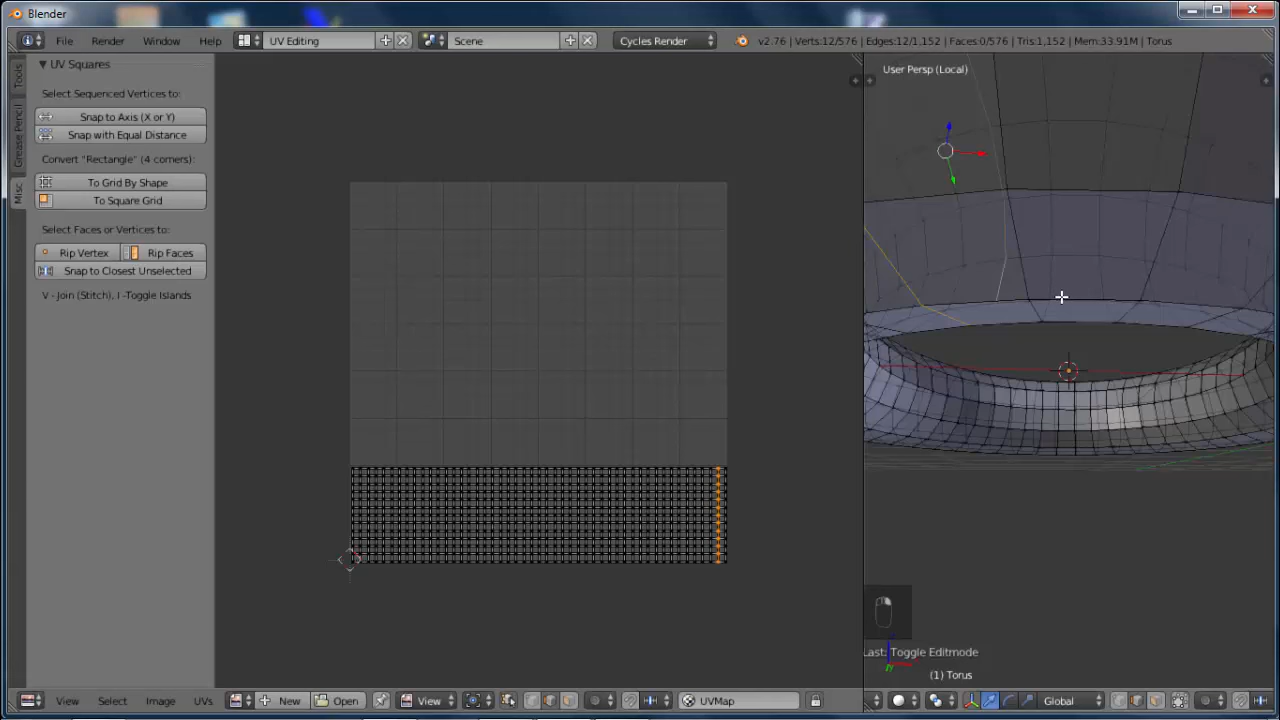 Blender
File Render Window Help UV Editing Scene Cycles Render v2.76 | Verts:12/576 | Edges:12/1,152 | Faces:0/576 | Tris:1,152 | Mem:33.91M | Torus
UV Squares
Select Sequenced Vertices to:
Snap to Axis (X or Y)
Snap with Equal Distance
Convert "Rectangle" (4 corners):
To Grid By Shape
To Square Grid
Select Faces or Vertices to:
Rip Vertex Rip Faces
Snap to Closest Unselected
V - Join (Stitch), I -Toggle Islands
Tools
Grease Pencil
Misc
User Persp (Local)
Last: Toggle Editmode
(1) Torus
View Select Image UVs New Open View UVMap Global